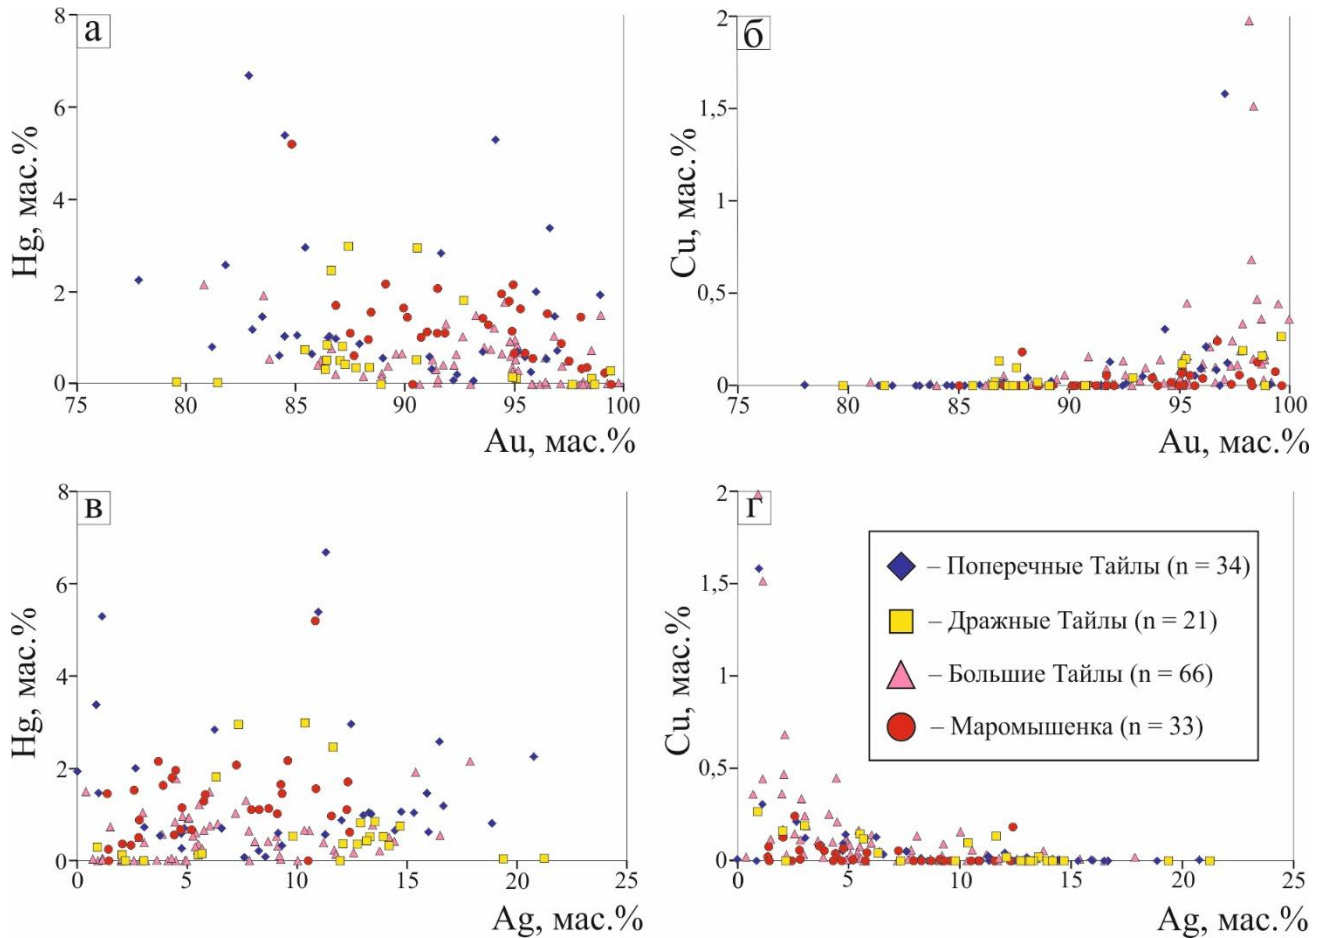 а
8
6
4
2
0
Hg, мас.%
75
80
85
90
95
100
Au, мас.%
б
2
1,5
1
0,5
0
Cu, мас.%
75
80
85
90
95
100
Au, мас.%
в
8
6
4
2
0
Hg, мас.%
0
5
10
15
20
25
Ag, мас.%
г
2
1,5
1
0,5
0
Cu, мас.%
0
5
10
15
20
25
Ag, мас.%
– Поперечные Тайлы (n = 34)
– Дражные Тайлы (n = 21)
– Большие Тайлы (n = 66)
– Маромышенка (n = 33)